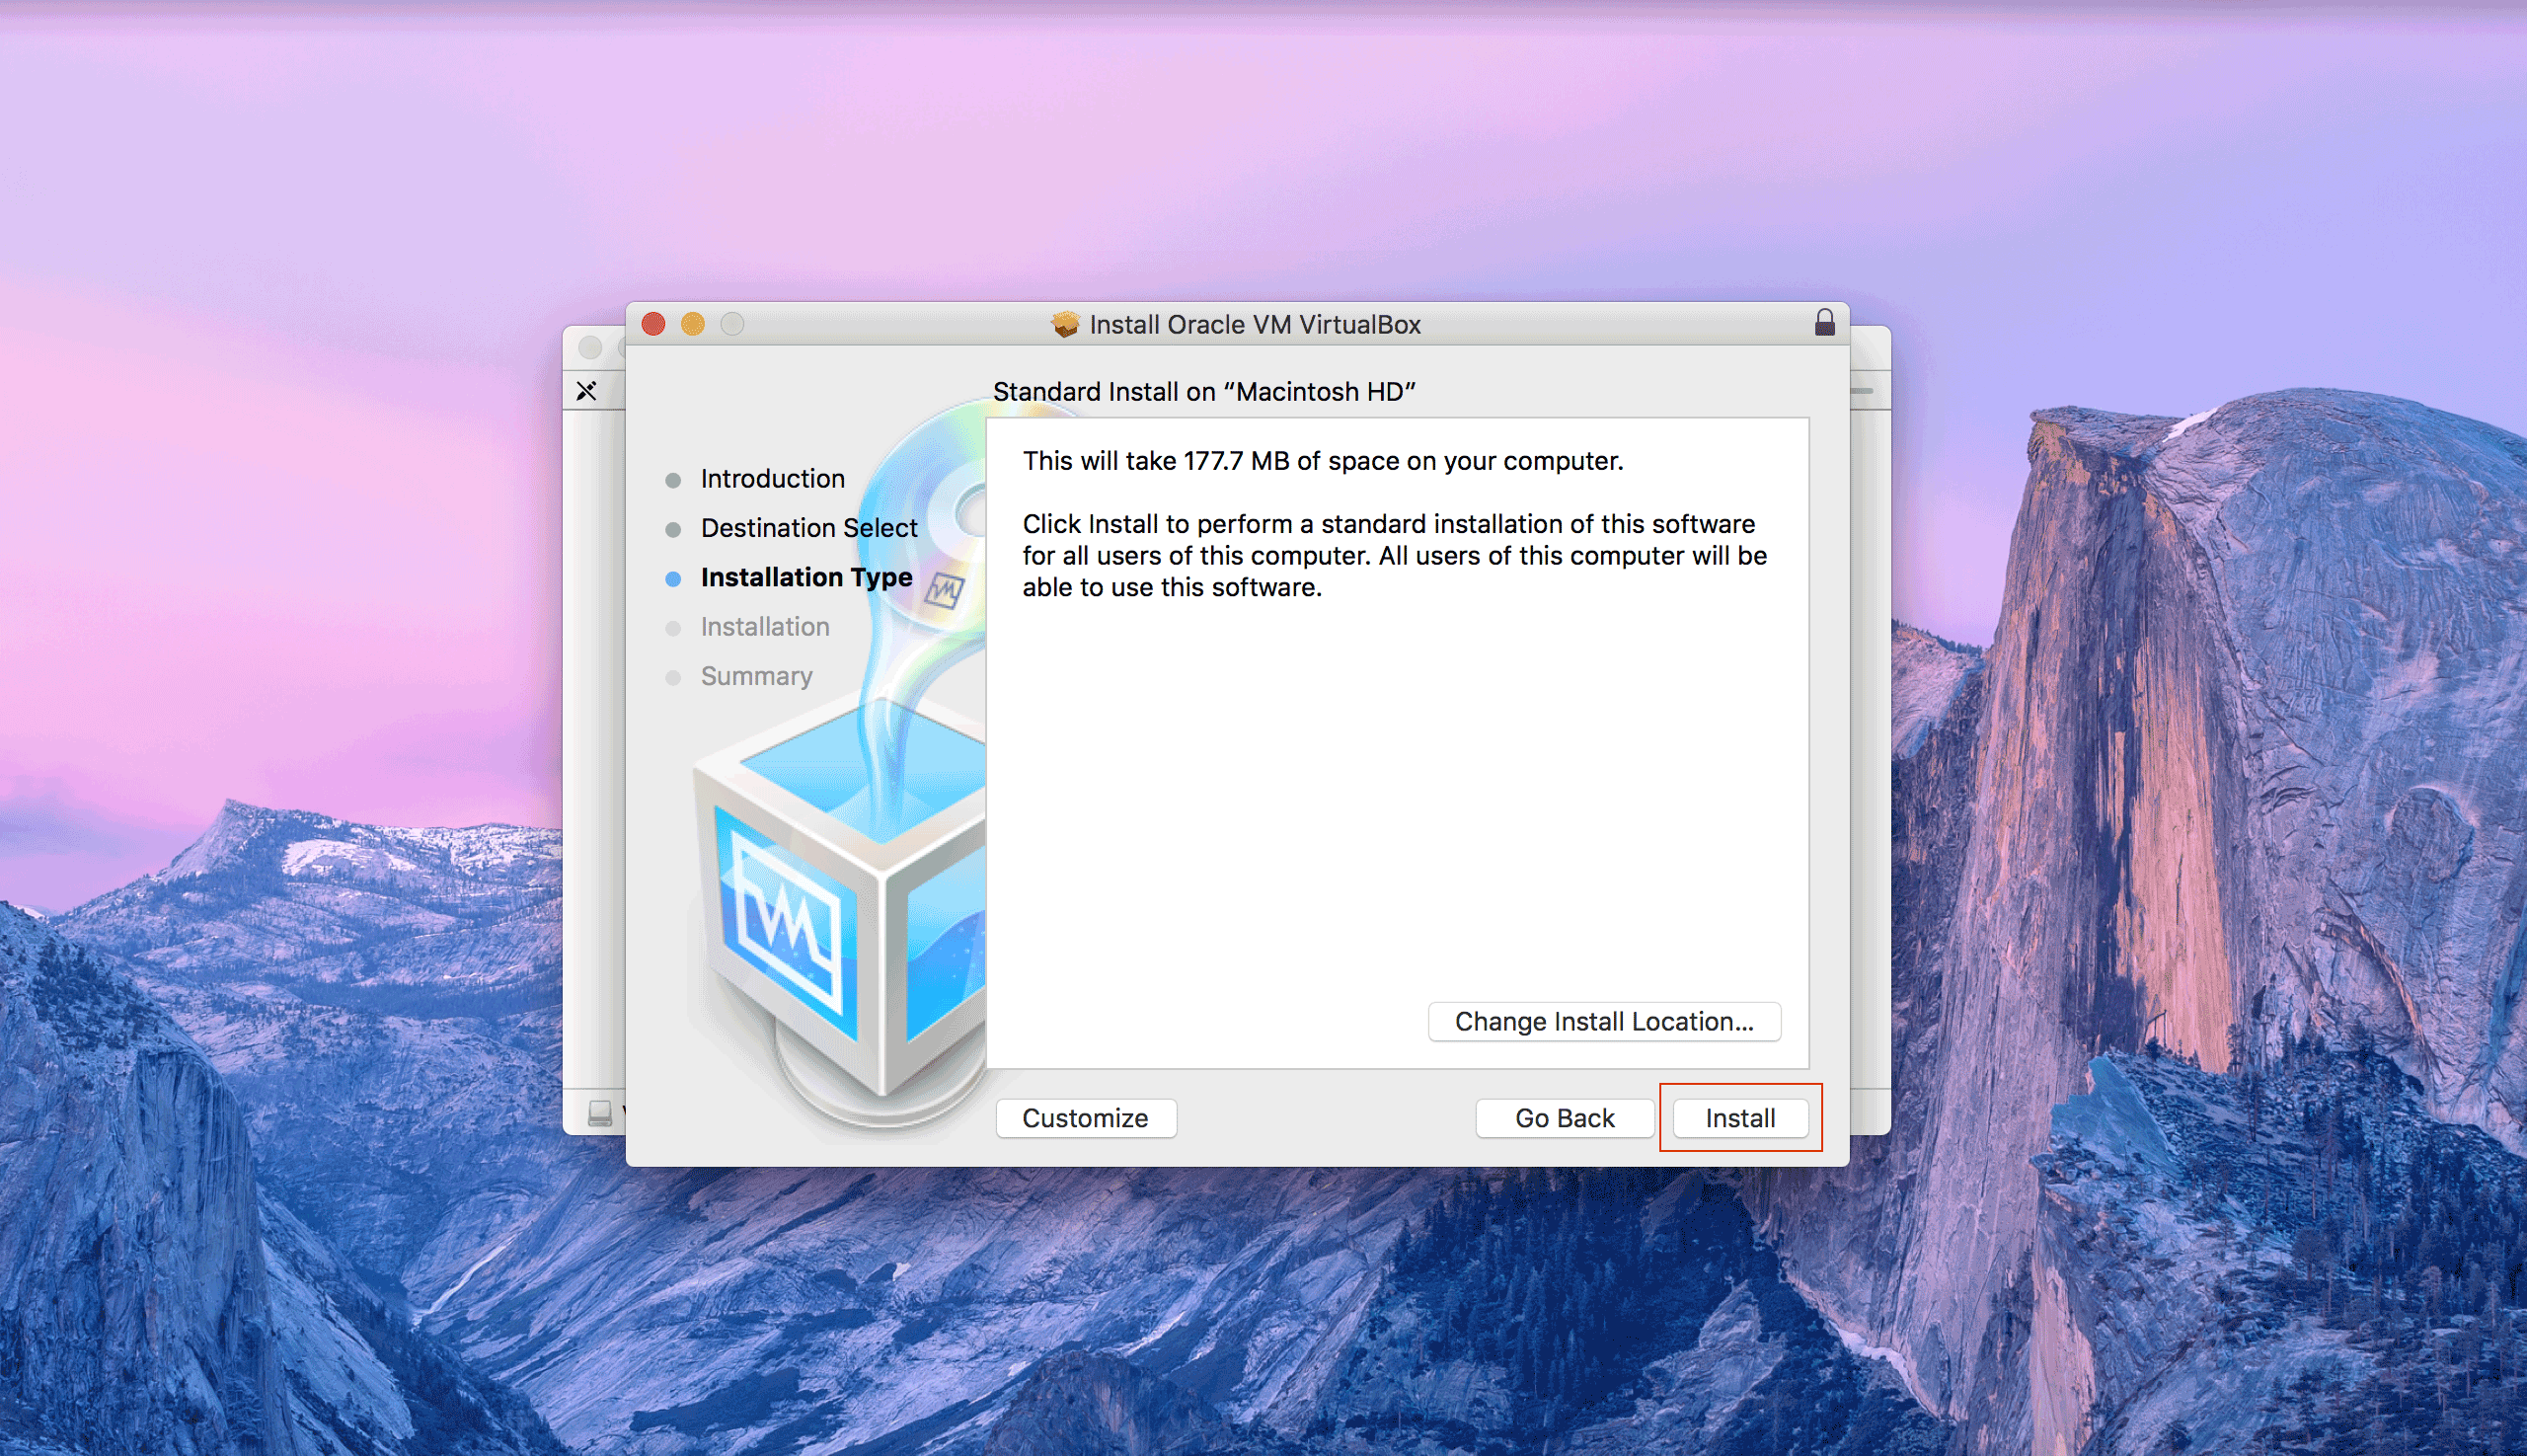 Install Oracle VM VirtualBox
Standard Install on “Macintosh HD”
Introduction
Destination Select
Installation Type
Installation
Summary
This will take 177.7 MB of space on your computer.
Click Install to perform a standard installation of this software
for all users of this computer. All users of this computer will be
able to use this software.
Change Install Location...
Customize
Go Back
Install